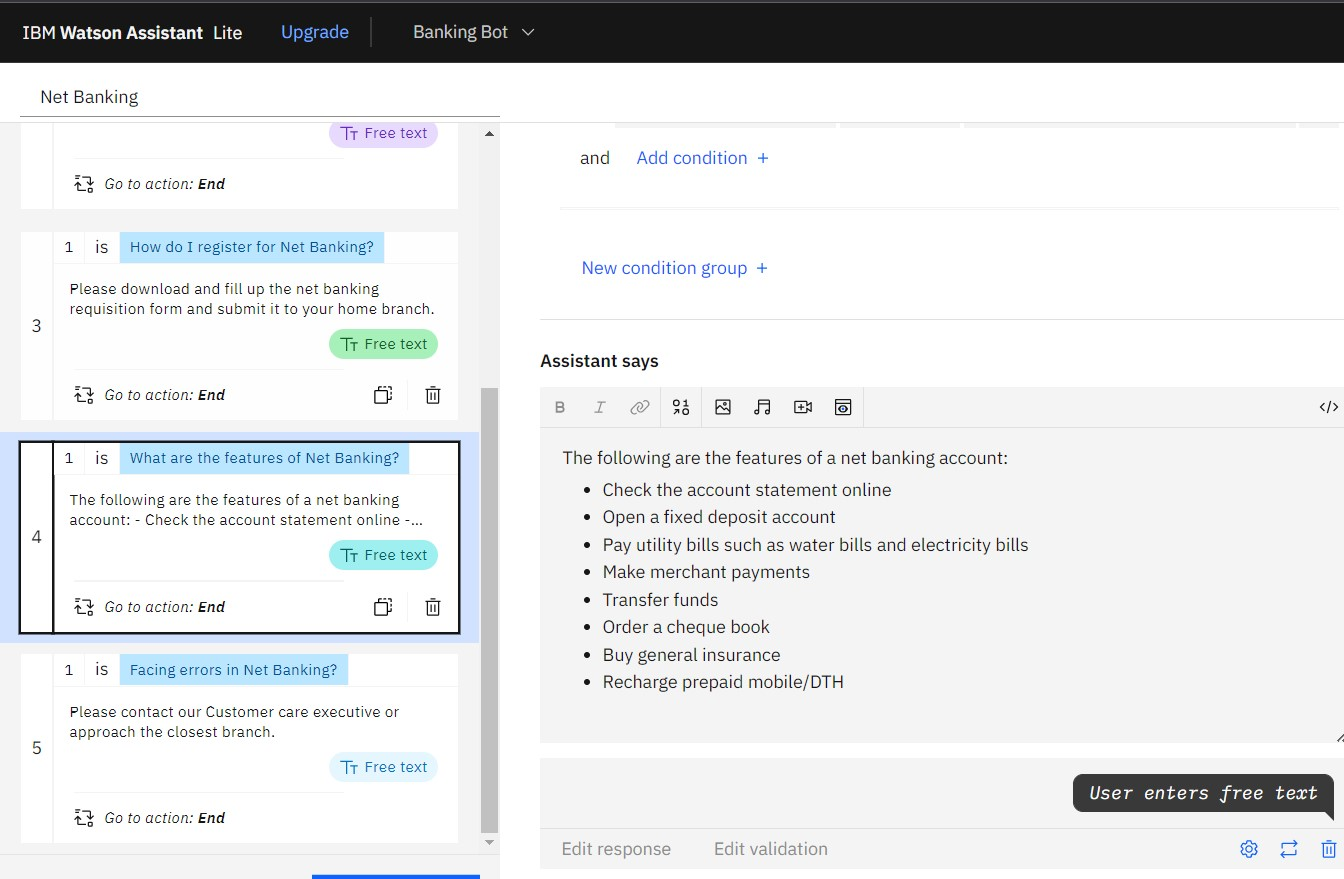 IBM Watson Assistant Lite Upgrade Banking Bot
Net Banking
Free text
Go to action: End
1 is How do I register for Net Banking?
Please download and fill up the net banking
requisition form and submit it to your home branch.
3
Free text
Go to action: End
1 is What are the features of Net Banking?
The following are the features of a net banking
account: - Check the account statement online -...
4
Free text
Go to action: End
1 is Facing errors in Net Banking?
Please contact our Customer care executive or
approach the closest branch.
5
Free text
Go to action: End
and Add condition +
New condition group +
Assistant says
B I </>
The following are the features of a net banking account:
• Check the account statement online
• Open a fixed deposit account
• Pay utility bills such as water bills and electricity bills
• Make merchant payments
• Transfer funds
• Order a cheque book
• Buy general insurance
• Recharge prepaid mobile/DTH
User enters free text
Edit response Edit validation